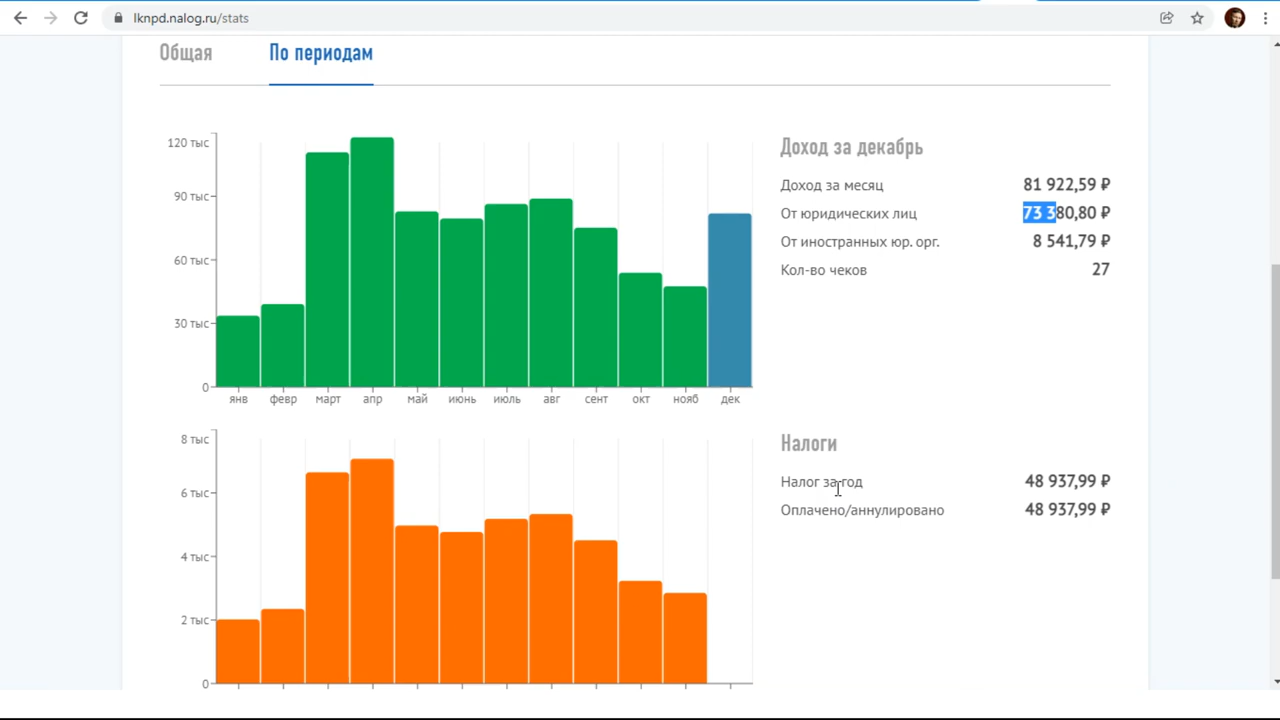 lknpd.nalog.ru/stats
Общая По периодам
120 тыс
90 тыс
60 тыс
30 тыс
0
янв февр март апр май июнь июль авг сент окт нояб дек
Доход за декабрь
Доход за месяц 81 922,59 ₽
От юридических лиц 73 380,80 ₽
От иностранных юр. орг. 8 541,79 ₽
Кол-во чеков 27
8 тыс
6 тыс
4 тыс
2 тыс
0
Налоги
Налог за год 48 937,99 ₽
Оплачено/аннулировано 48 937,99 ₽